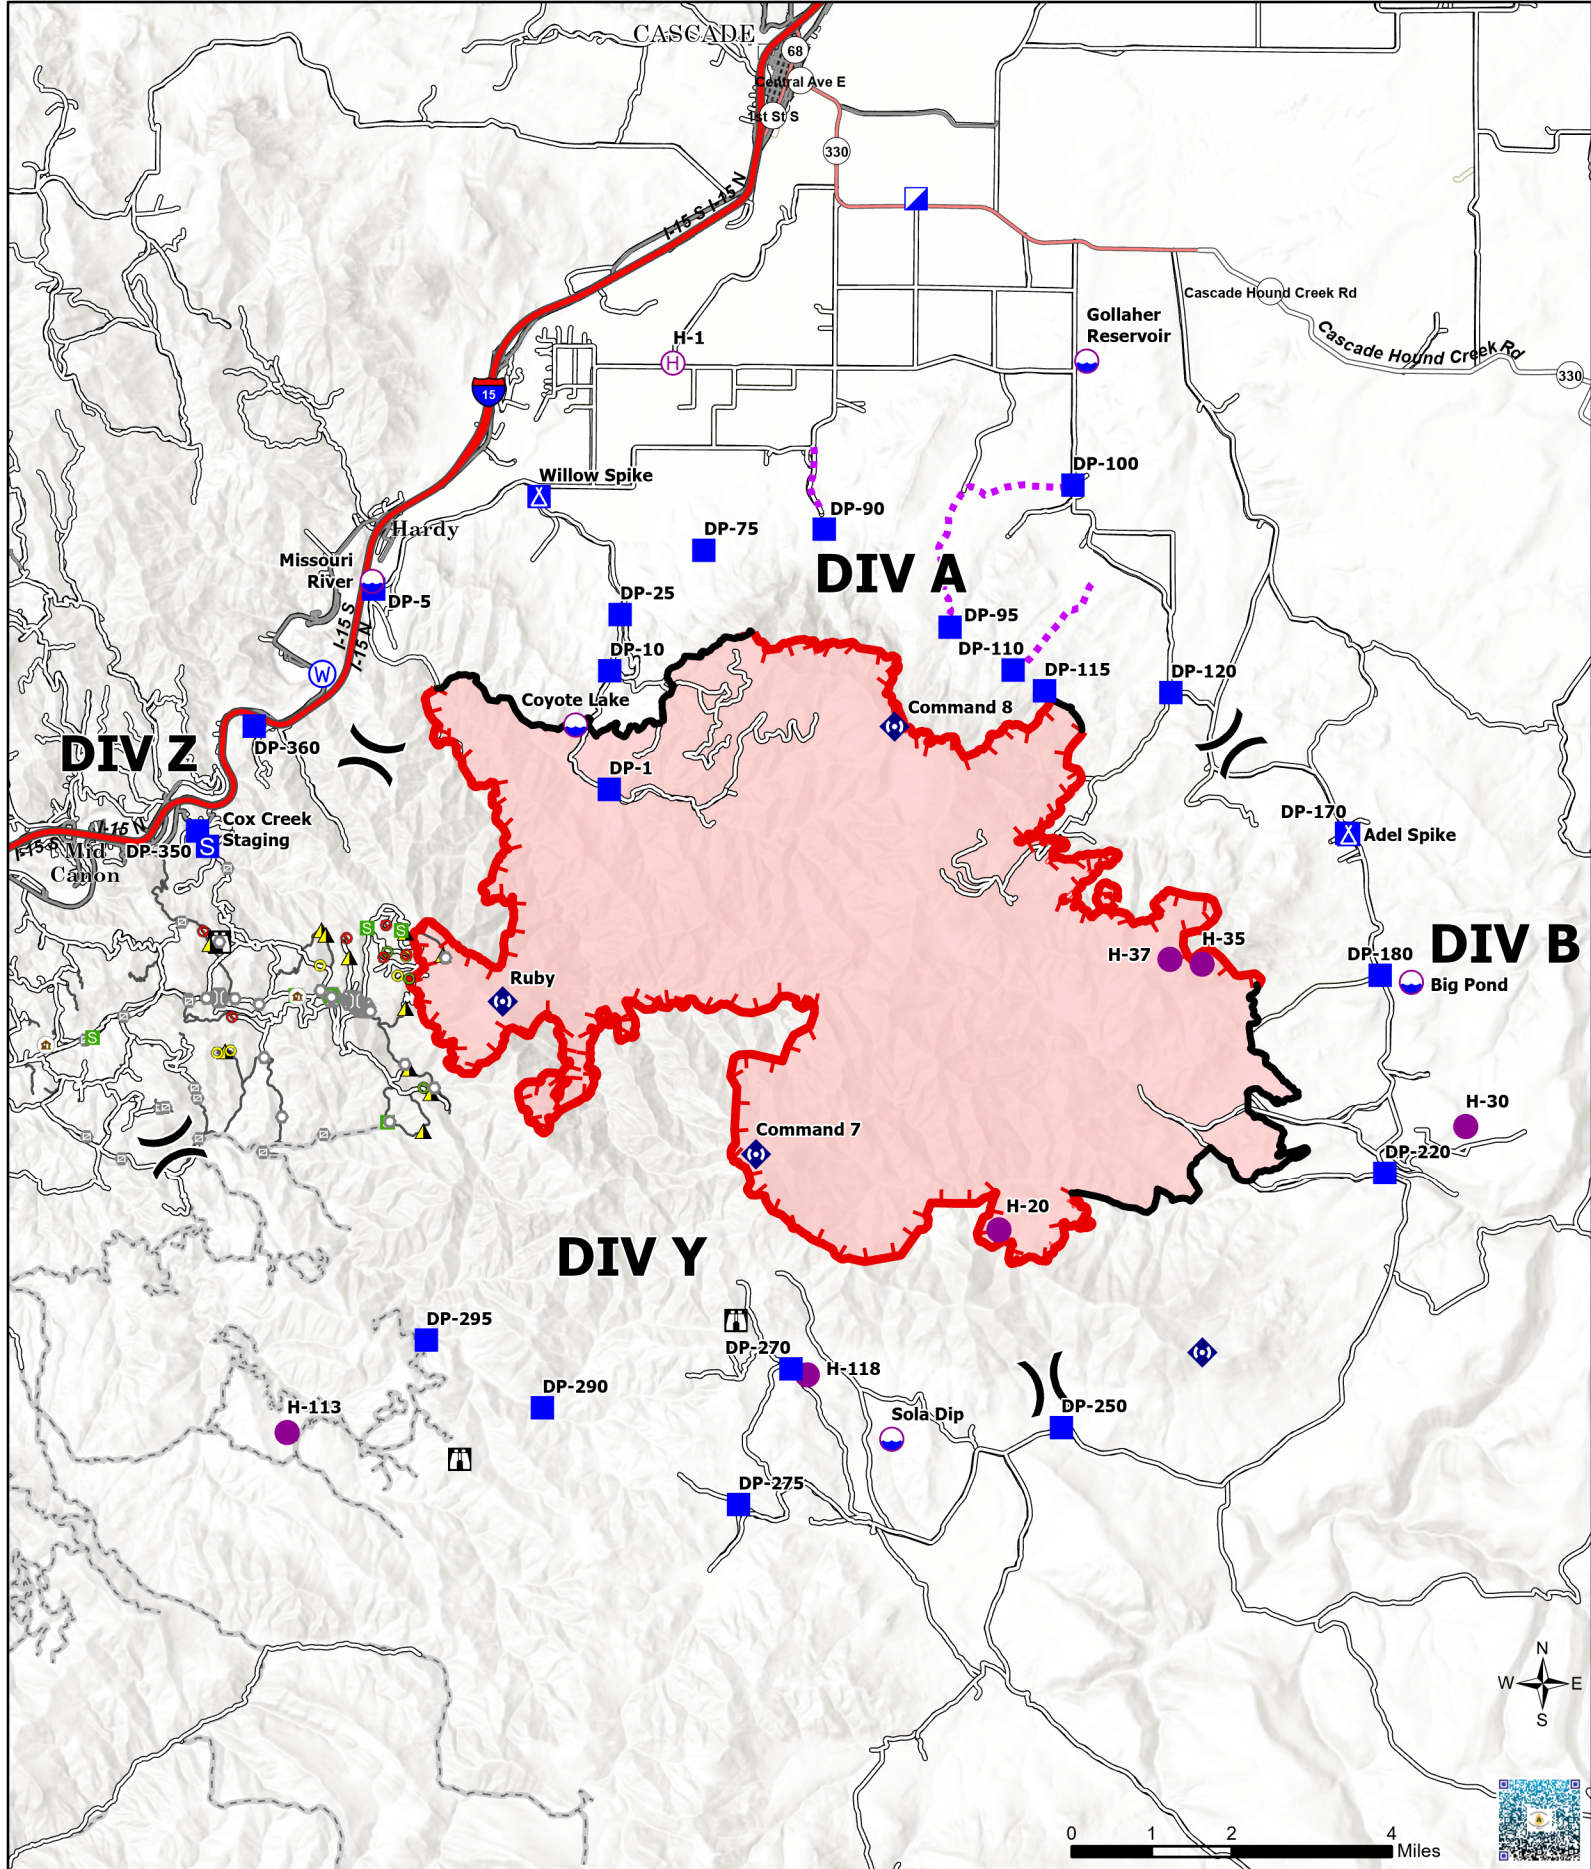 CASCADE
68
Central Ave E
1st St S
330
I-15 S I-15 N
Cascade Hound Creek Rd
Gollaher
Reservoir
Cascade Hound Creek Rd
H-1
H
330
15
DP-100
Willow Spike
DP-90
Hardy
DP-75
Missouri
River
DIV A
DP-5
DP-25
DP-95
I-15 S
I-15 N
DP-10
DP-110
W
DP-115
DP-120
Coyote Lake
Command 8
DP-360
DIV Z
DP-1
DP-170
Adel Spike
Cox Creek
Staging
I-15 N
I-15 S
Mid
Canon
DP-350
S
S
S
DIV B
H-35
H-37
DP-180
Big Pond
Ruby
S
H-30
Command 7
DP-220
H-20
DIV Y
DP-295
DP-270
H-118
DP-290
H-113
Sola Dip
DP-250
DP-275
N
W
E
S
0
1
2
4
Miles